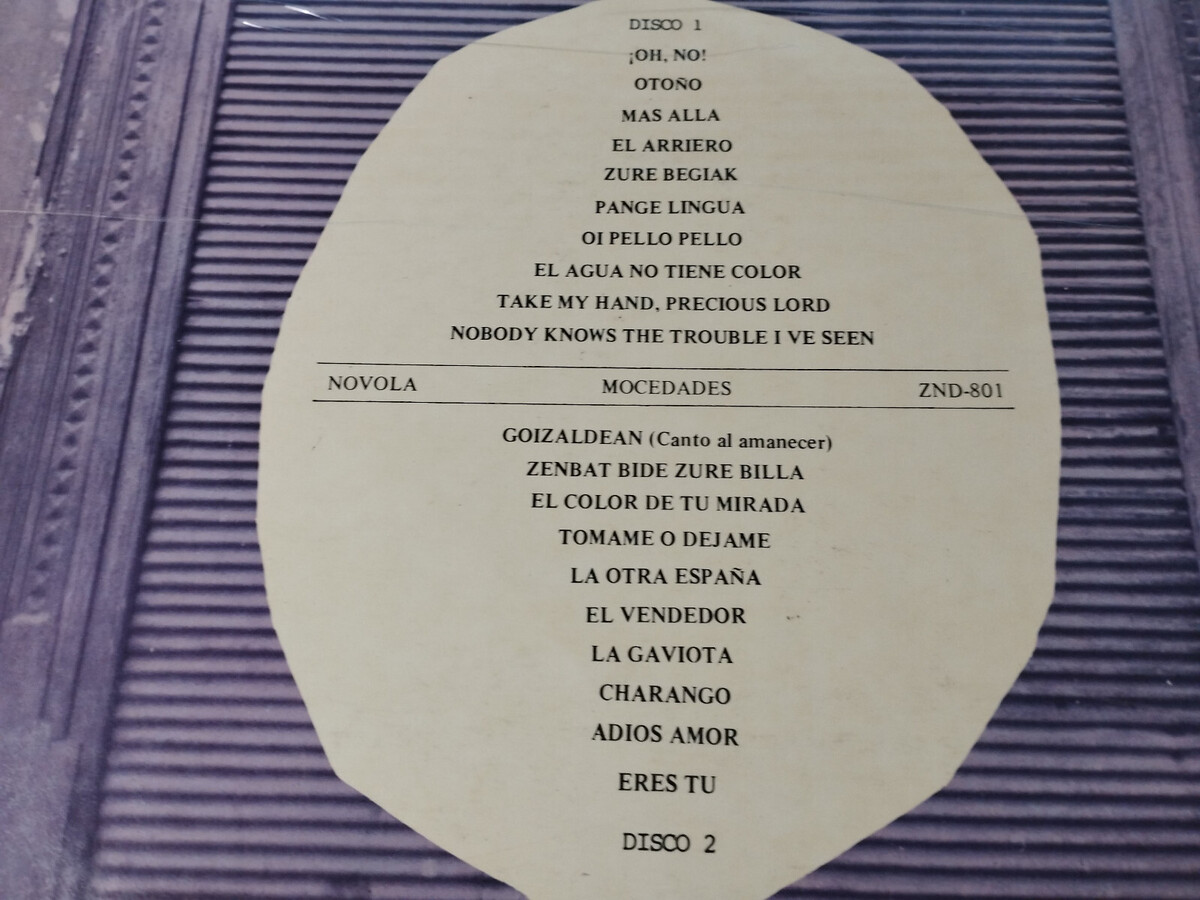 DISCO 1
¡OH, NO!
OTOÑO
MAS ALLA
EL ARRIERO
ZURE BEGIAK
PANGE LINGUA
OI PELLO PELLO
EL AGUA NO TIENE COLOR
TAKE MY HAND, PRECIOUS LORD
NOBODY KNOWS THE TROUBLE I VE SEEN
NOVOLA MOCEDADES ZND-801
GOIZALDEAN (Canto al amanecer)
ZENBAT BIDE ZURE BILLA
EL COLOR DE TU MIRADA
TOMAME O DEJAME
LA OTRA ESPAÑA
EL VENDEDOR
LA GAVIOTA
CHARANGO
ADIOS AMOR
ERES TU
DISCO 2